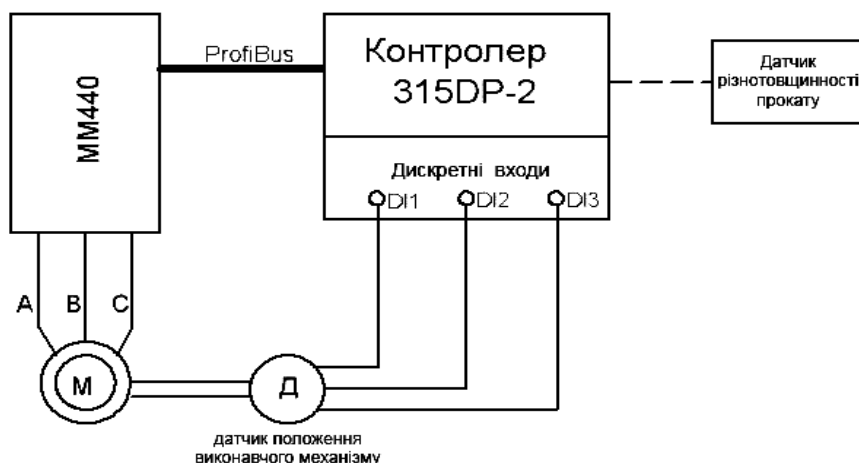 ProfiBus
Контролер
315DP-2
Датчик
різнотовщинності
прокату
MM440
Дискретні входи
DI1 DI2 DI3
A B C
М
Д
датчик положення
виконавчого механізму